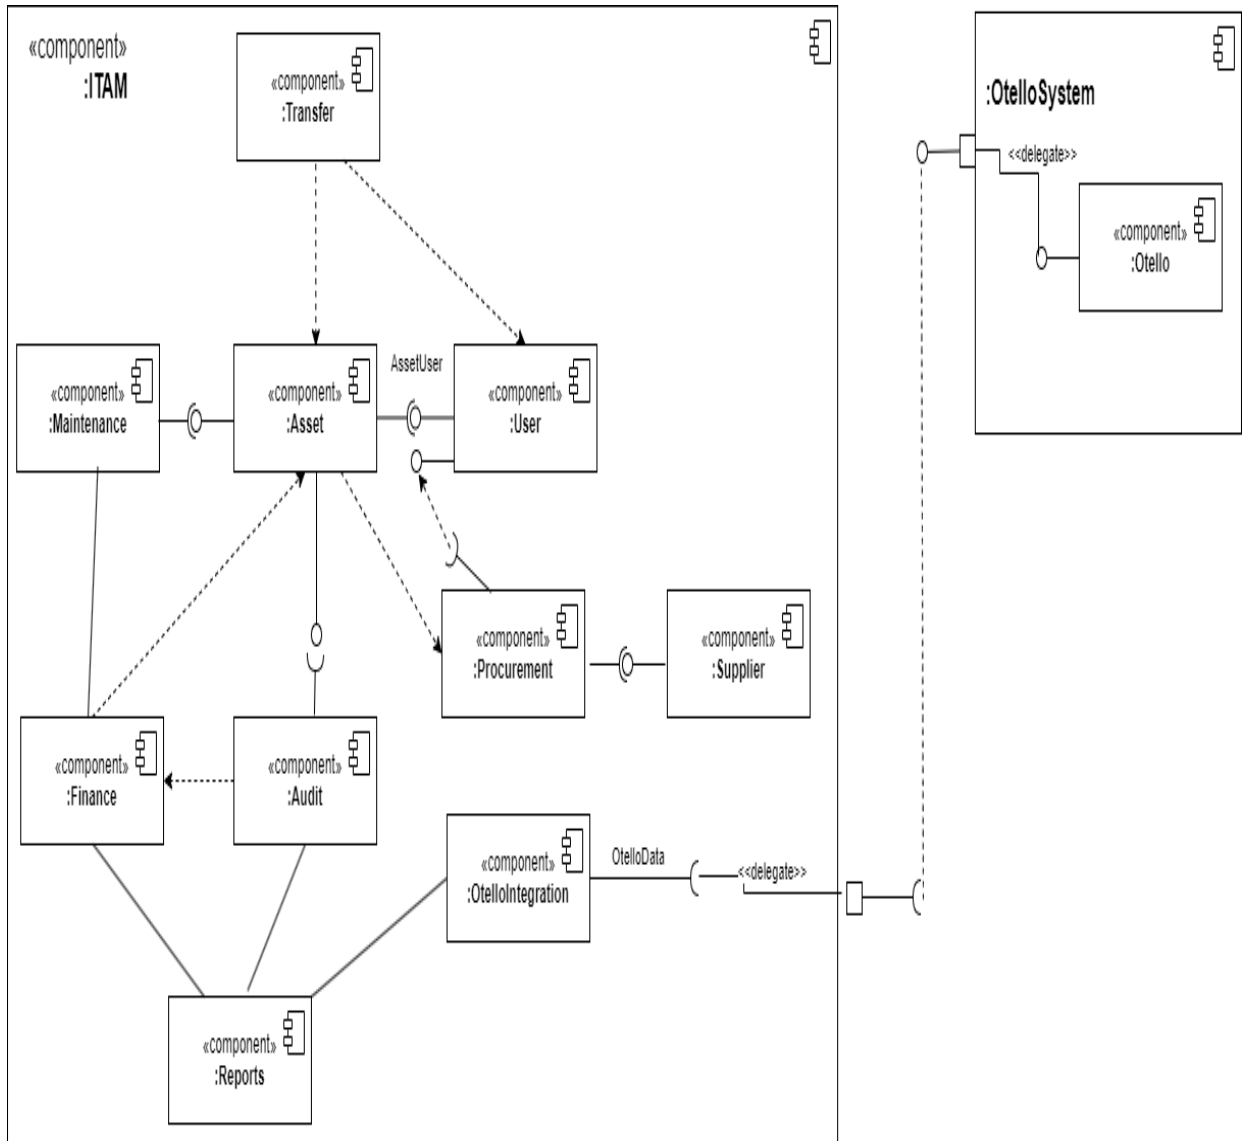 «component»
:ITAM
«component»
:Transfer
:OtelloSystem
<<delegate>>
«component»
:Otello
«component»
:Maintenance
«component»
:Asset
AssetUser
«component»
:User
«component»
:Procurement
«component»
:Supplier
«component»
:Finance
«component»
:Audit
«component»
:OtelloIntegration
OtelloData
<<delegate>>
«component»
:Reports